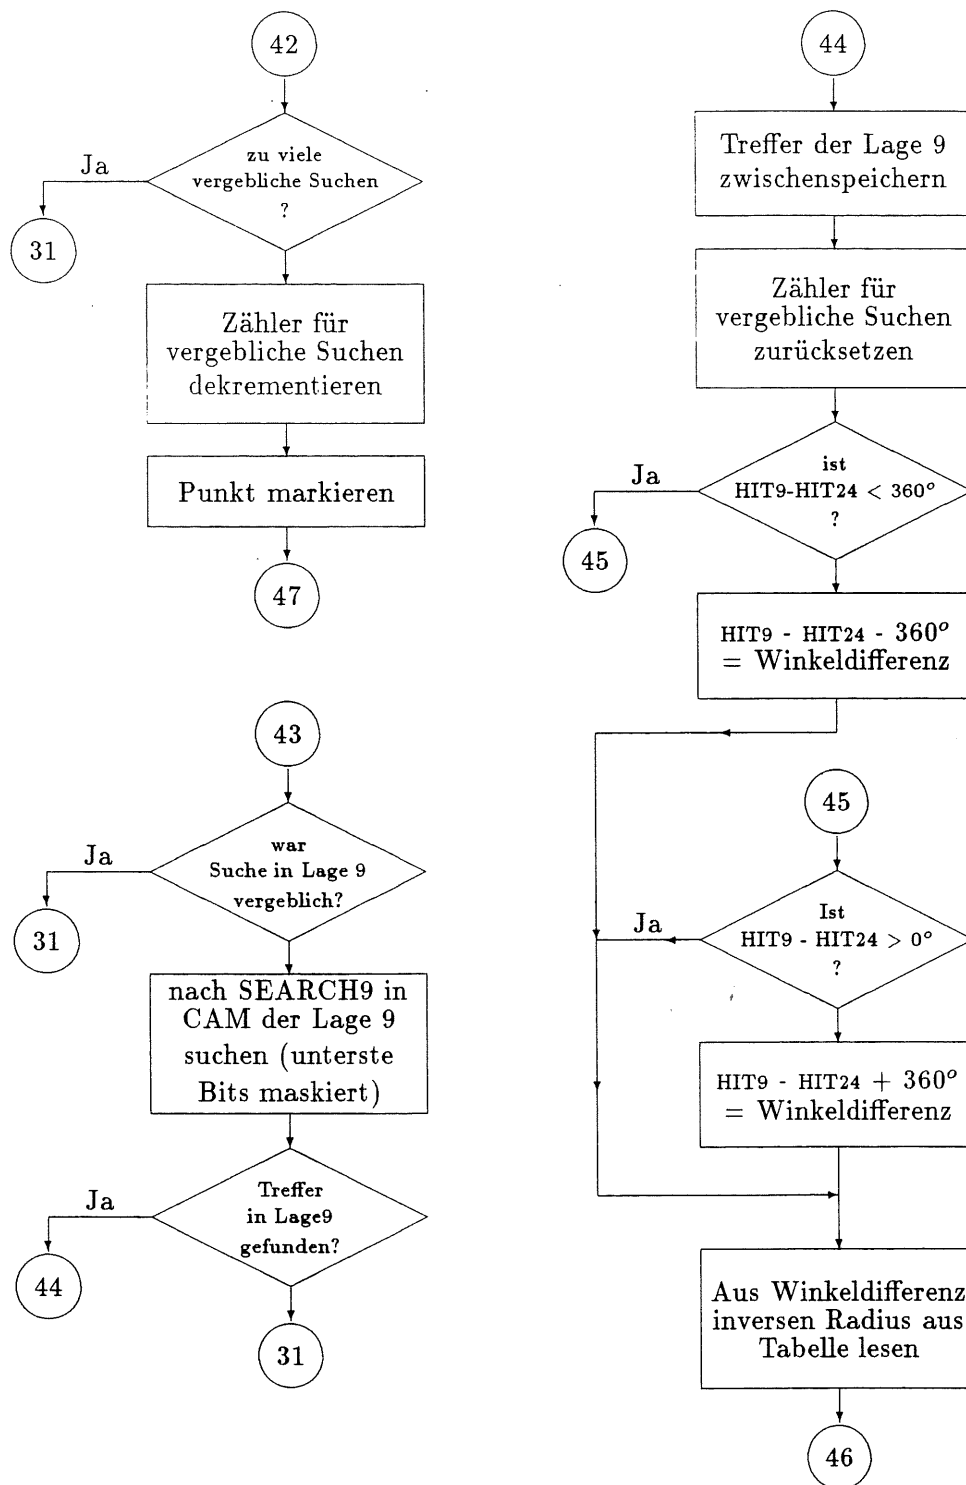 42
zu viele
vergebliche Suchen
?
Ja
31
Zähler für
vergebliche Suchen
dekrementieren
Punkt markieren
47
43
war
Suche in Lage 9
vergeblich?
Ja
31
nach SEARCH9 in
CAM der Lage 9
suchen (unterste
Bits maskiert)
Treffer
in Lage9
gefunden?
Ja
44
31
44
Treffer der Lage 9
zwischenspeichern
Zähler für
vergebliche Suchen
zurücksetzen
ist
HIT9-HIT24 < 360°
?
Ja
45
HIT9 - HIT24 - 360°
= Winkeldifferenz
45
Ist
HIT9 - HIT24 > 0°
?
Ja
HIT9 - HIT24 + 360°
= Winkeldifferenz
Aus Winkeldifferenz
inversen Radius aus
Tabelle lesen
46